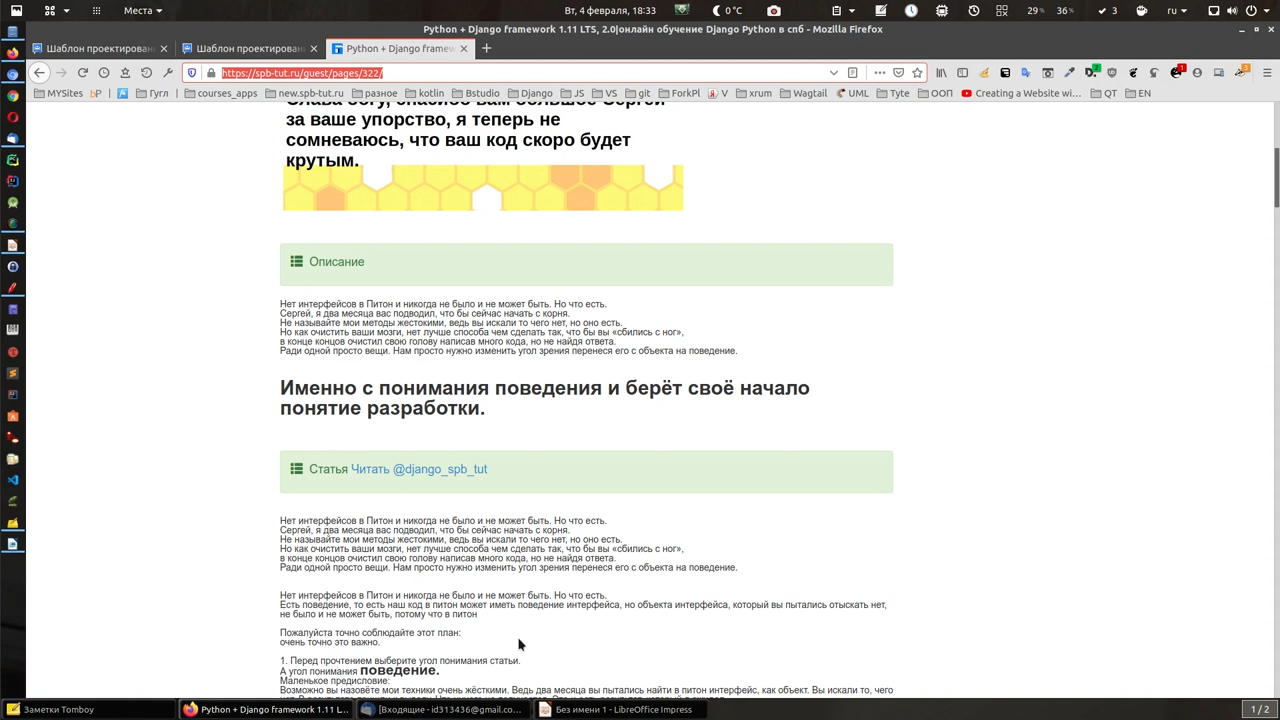 Места
Вт, 4 февраля, 18:33
0 °C
ru
29%
36%
3
Python + Django framework 1.11 LTS, 2.0|онлайн обучение Django Python в спб - Mozilla Firefox
Шаблон проектирован
Шаблон проектирован
Python + Django framew
https://spb-tut.ru/guest/pages/322/
MYSites
bP
Гугл
courses_apps
new.spb-tut.ru
разное
kotlin
Bstudio
Django
JS
VS
git
ForkPl
V
xrum
Wagtail
UML
Tyte
ООП
Creating a Website wi...
QT
EN
Слава Богу, спасибо вам большое Сергей
за ваше упорство, я теперь не
сомневаюсь, что ваш код скоро будет
крутым.
Описание
Нет интерфейсов в Питон и никогда не было и не может быть. Но что есть.
Сергей, я два месяца вас подводил, что бы сейчас начать с корня.
Не называйте мои методы жестокими, ведь вы искали то чего нет, но оно есть.
Но как очистить ваши мозги, нет лучше способа чем сделать так, что бы вы «сбились с ног»,
в конце концов очистил свою голову написав много кода, но не найдя ответа.
Ради одной просто вещи. Нам просто нужно изменить угол зрения перенеся его с объекта на поведение.
Именно с понимания поведения и берёт своё начало
понятие разработки.
Статья Читать @django_spb_tut
Нет интерфейсов в Питон и никогда не было и не может быть. Но что есть.
Сергей, я два месяца вас подводил, что бы сейчас начать с корня.
Не называйте мои методы жестокими, ведь вы искали то чего нет, но оно есть.
Но как очистить ваши мозги, нет лучше способа чем сделать так, что бы вы «сбились с ног»,
в конце концов очистил свою голову написав много кода, но не найдя ответа.
Ради одной просто вещи. Нам просто нужно изменить угол зрения перенеся его с объекта на поведение.
Нет интерфейсов в Питон и никогда не было и не может быть. Но что есть.
Есть поведение, то есть наш код в питон может иметь поведение интерфейса, но объекта интерфейса, который вы пытались отыскать нет,
не было и не может быть, потому что в питон
Пожалуйста точно соблюдайте этот план:
очень точно это важно.
1. Перед прочтением выберите угол понимания статьи.
А угол понимания поведение.
Маленькое предисловие:
Возможно вы назовёте мои техники очень жёсткими. Ведь два месяца вы пытались найти в питон интерфейс, как объект. Вы искали то, чего
Заметки Tomboy
Python + Django framework 1.11 L...
[Входящие - id313436@gmail.co...
Без имени 1 - LibreOffice Impress
1 / 2